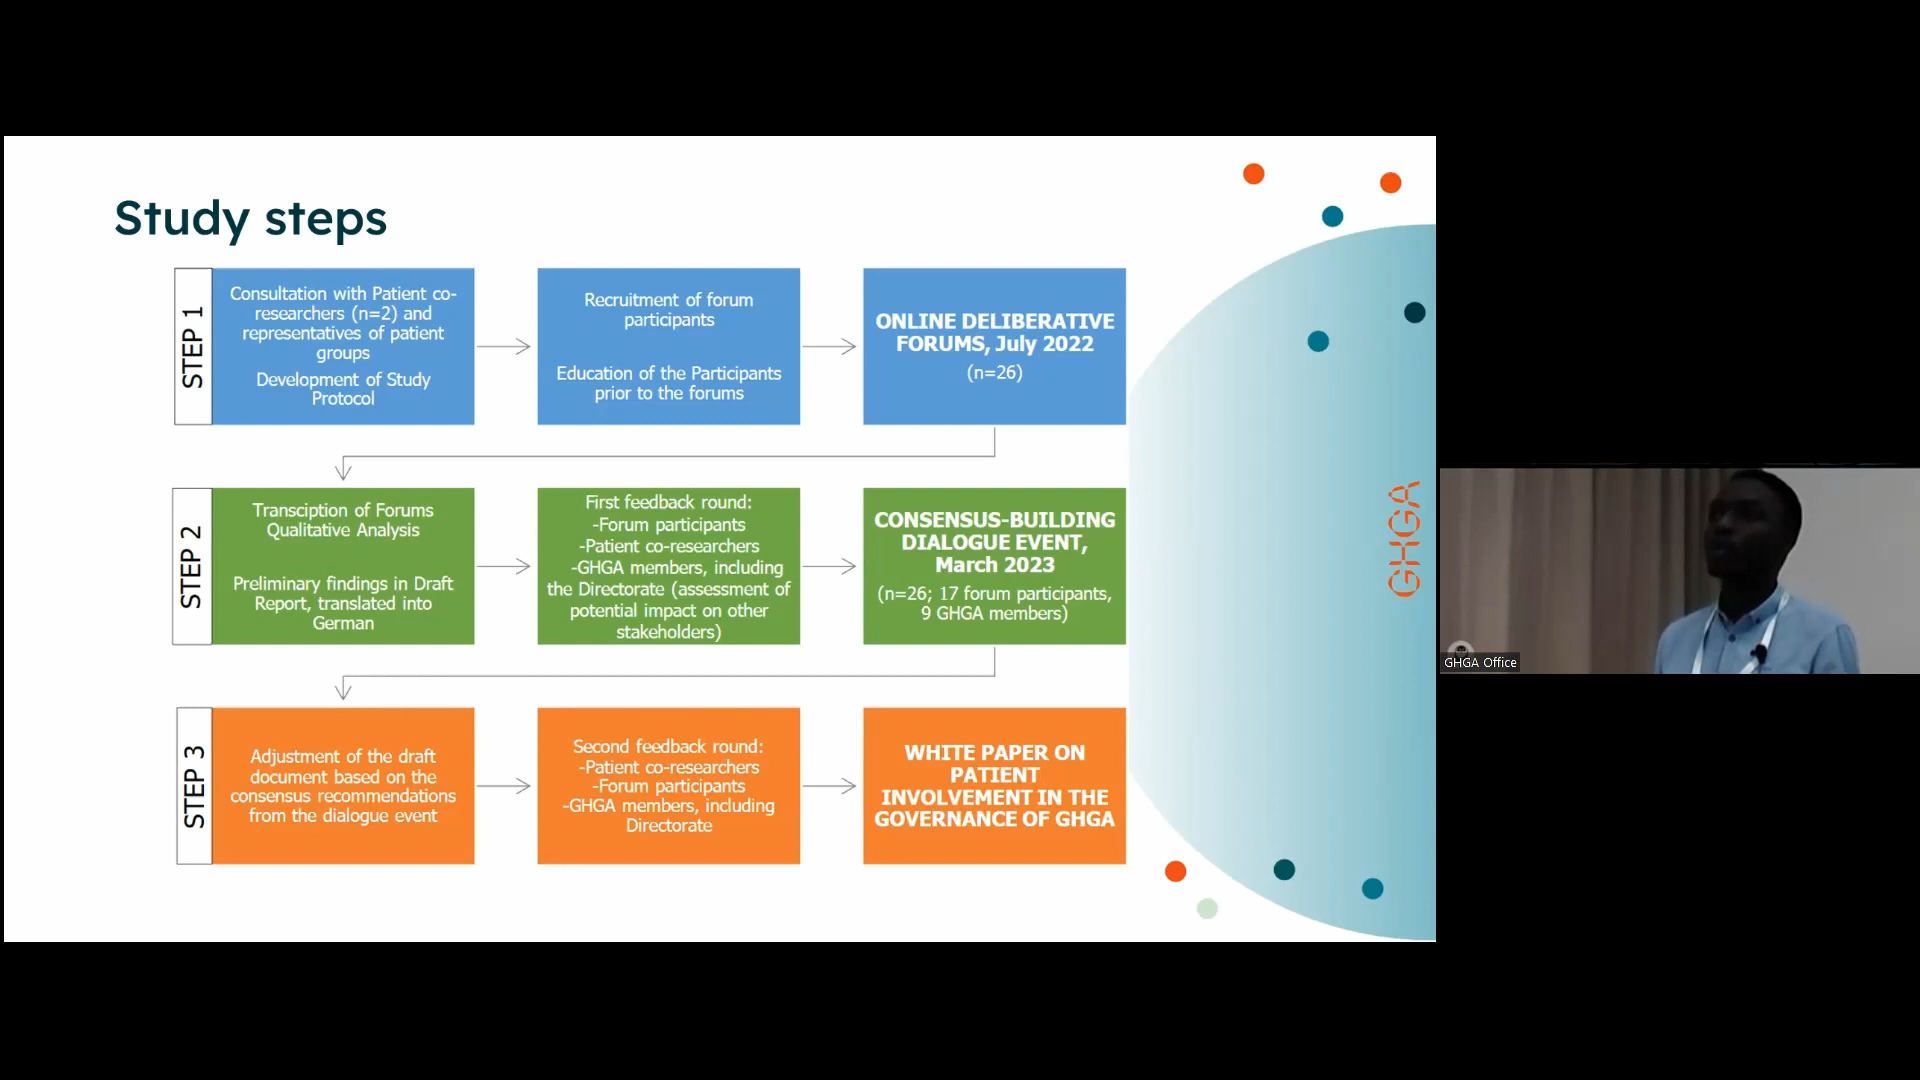 Study steps
STEP 1
Consultation with Patient co-
researchers (n=2) and
representatives of patient
groups
Development of Study
Protocol
Recruitment of forum
participants
Education of the Participants
prior to the forums
ONLINE DELIBERATIVE
FORUMS, July 2022
(n=26)
STEP 2
Transciption of Forums
Qualitative Analysis
Preliminary findings in Draft
Report, translated into
German
First feedback round:
-Forum participants
-Patient co-researchers
-GHGA members, including
the Directorate (assessment of
potential impact on other
stakeholders)
CONSENSUS-BUILDING
DIALOGUE EVENT,
March 2023
(n=26; 17 forum participants,
9 GHGA members)
STEP 3
Adjustment of the draft
document based on the
consensus recommendations
from the dialogue event
Second feedback round:
-Patient co-researchers
-Forum participants
-GHGA members, including
Directorate
WHITE PAPER ON
PATIENT
INVOLVEMENT IN THE
GOVERNANCE OF GHGA
GHGA
GHGA Office